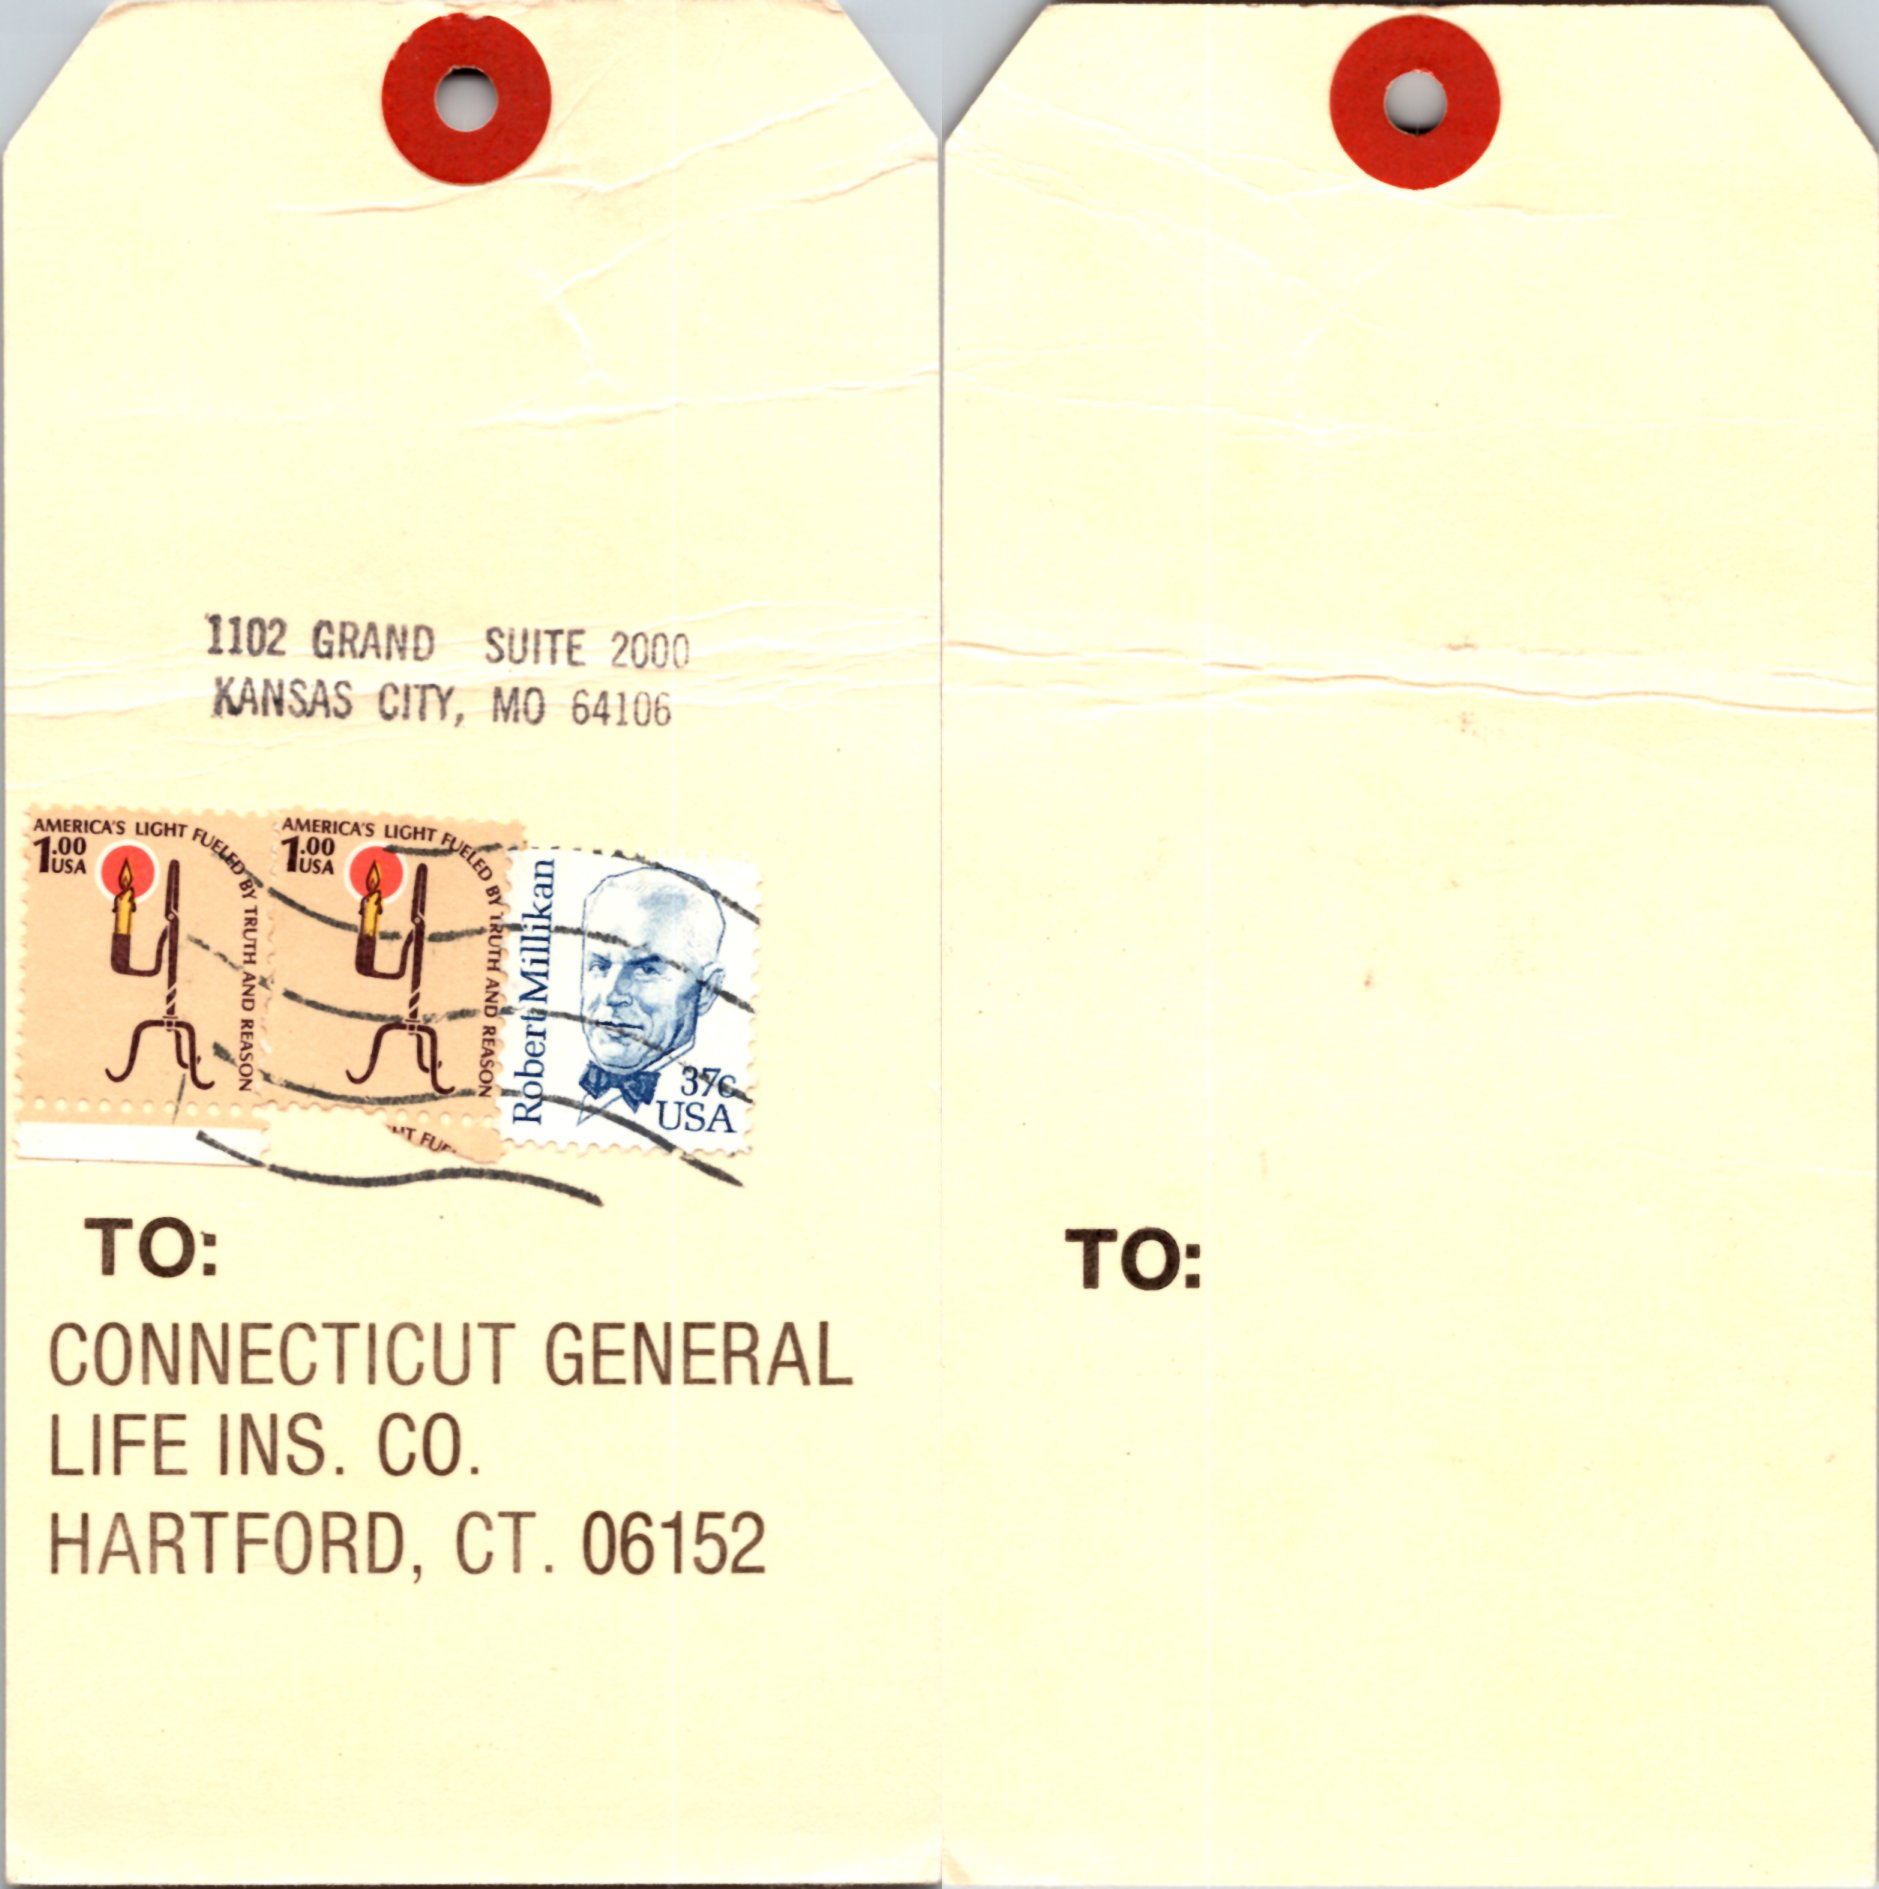 1102 GRAND SUITE 2000
KANSAS CITY, MO 64106
AMERICA'S LIGHT FUELED BY TRUTH AND REASON
1.00
USA
AMERICA'S LIGHT FUELED BY TRUTH AND REASON
1.00
USA
Robert Millikan
37c
USA
HT FUE
TO:
CONNECTICUT GENERAL
LIFE INS. CO.
HARTFORD, CT. 06152
TO: